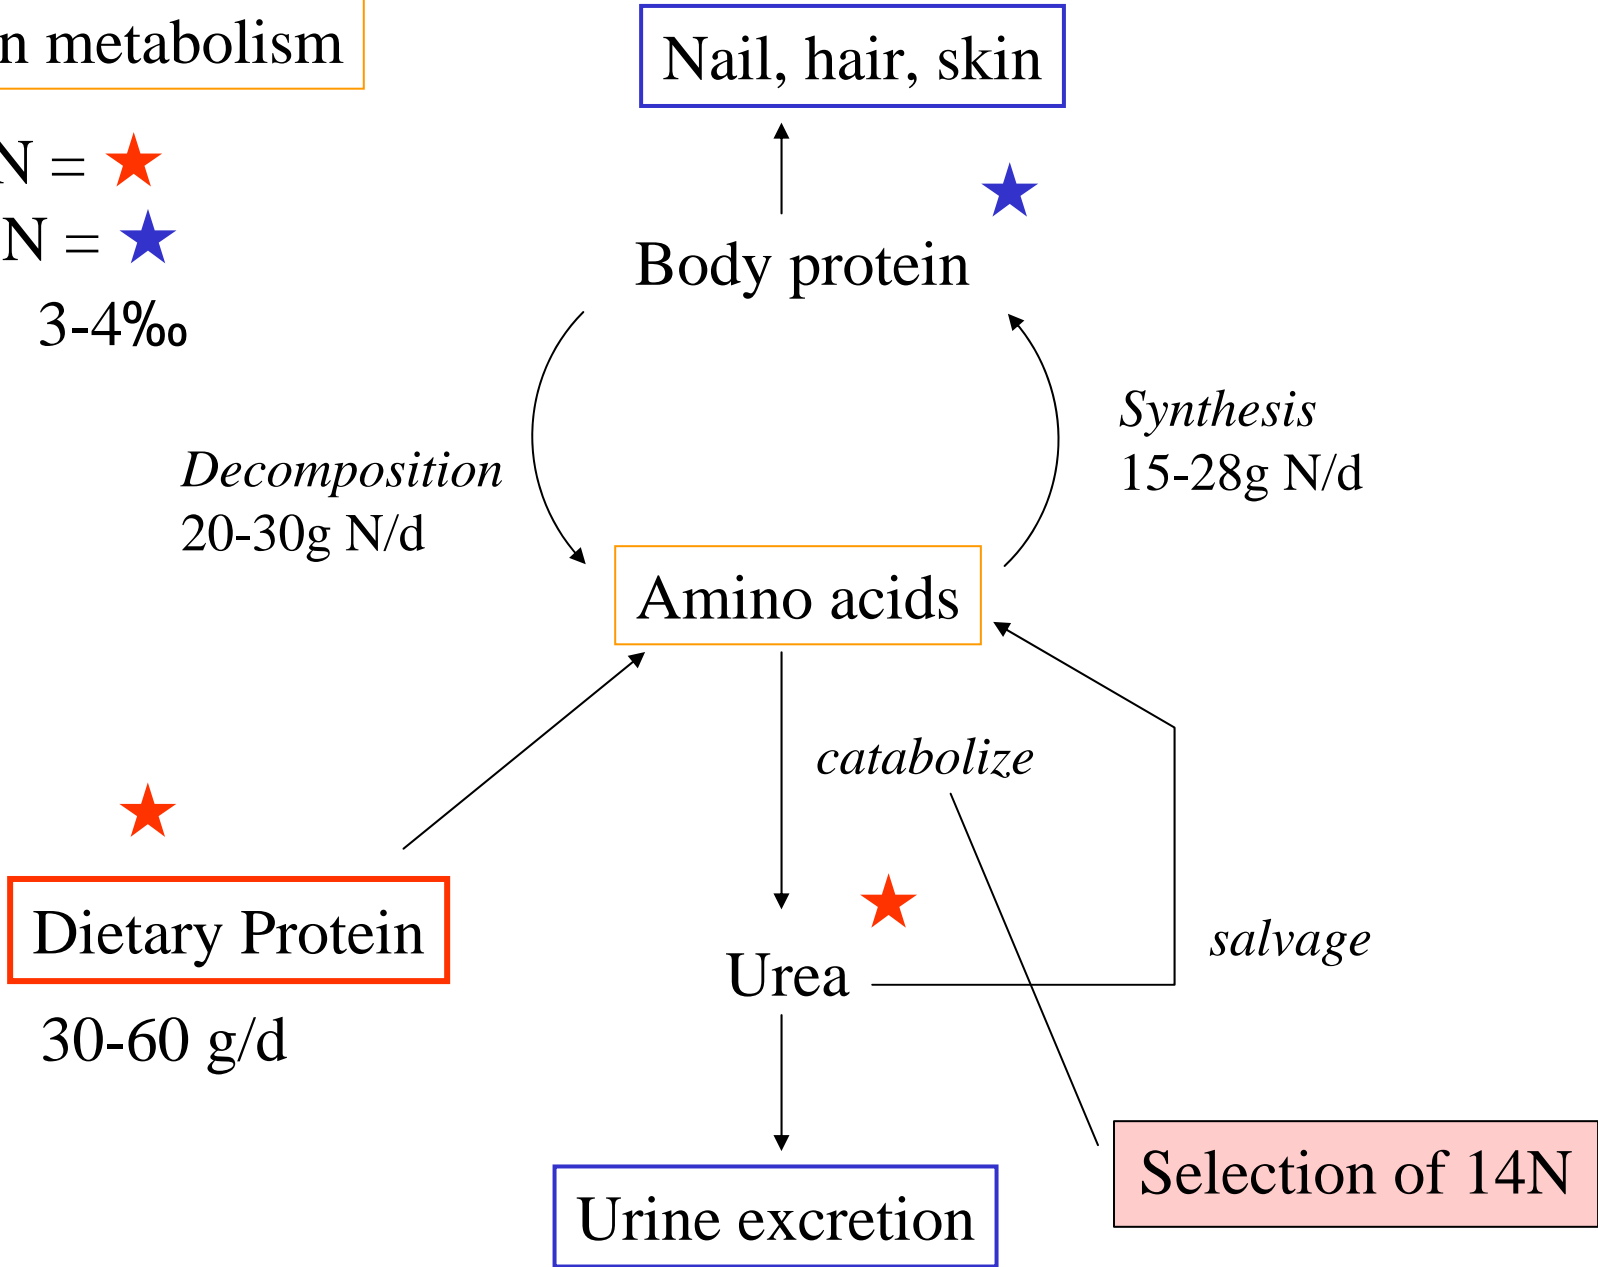 n metabolism
Nail, hair, skin
N =
N =
3-4‰
Body protein
Synthesis
15-28g N/d
Decomposition
20-30g N/d
Amino acids
catabolize
Dietary Protein
30-60 g/d
Urea
salvage
Selection of 14N
Urine excretion